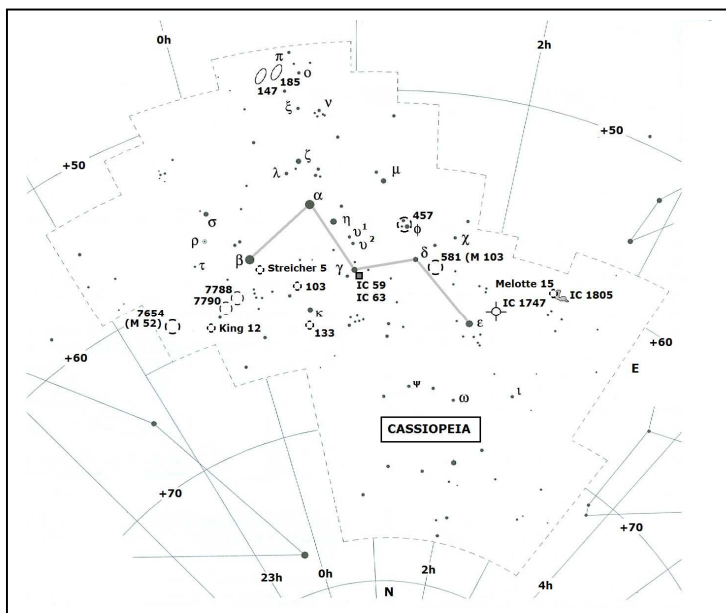 0h
2h
π
ο
185
147
ξ
ν
+50
+50
ζ
λ
μ
α
σ
η
457
ϕ
ρ
υ1
υ2
χ
τ
β
δ
Streicher 5
γ
581 (M 103
103
IC 59
IC 63
Melotte 15
IC 1805
7788
7790
IC 1747
7654
(M 52)
King 12
κ
133
ε
+60
+60
E
Ψ
ω
ι
CASSIOPEIA
+70
+70
23h
0h
2h
4h
N